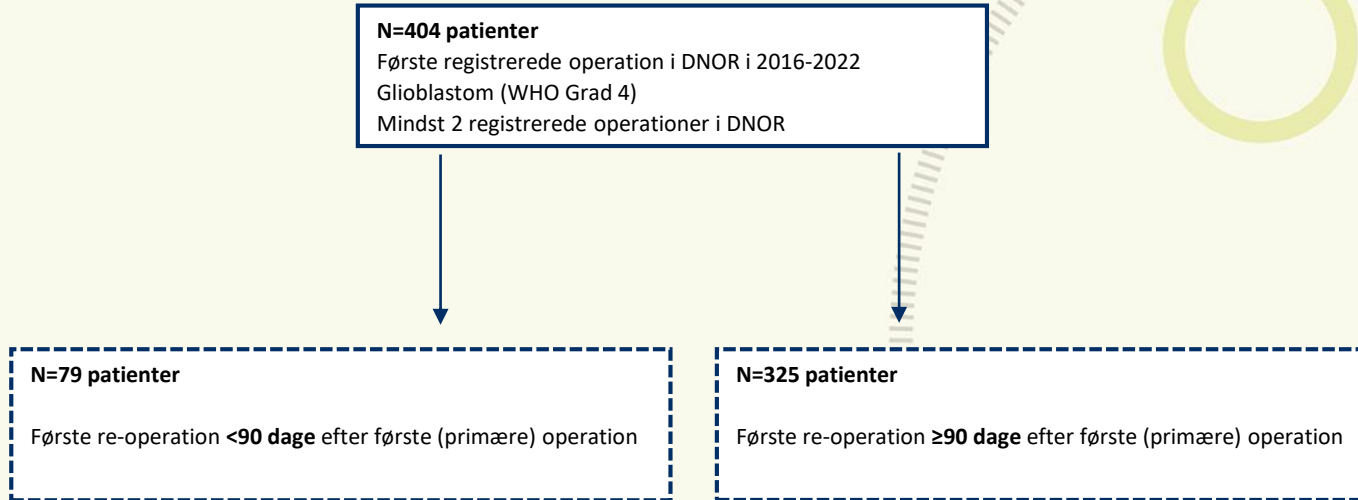 N=404 patienter
Første registrerede operation i DNOR i 2016-2022
Glioblastom (WHO Grad 4)
Mindst 2 registrerede operationer i DNOR
N=79 patienter
Første re-operation <90 dage efter første (primære) operation
N=325 patienter
Første re-operation ≥90 dage efter første (primære) operation